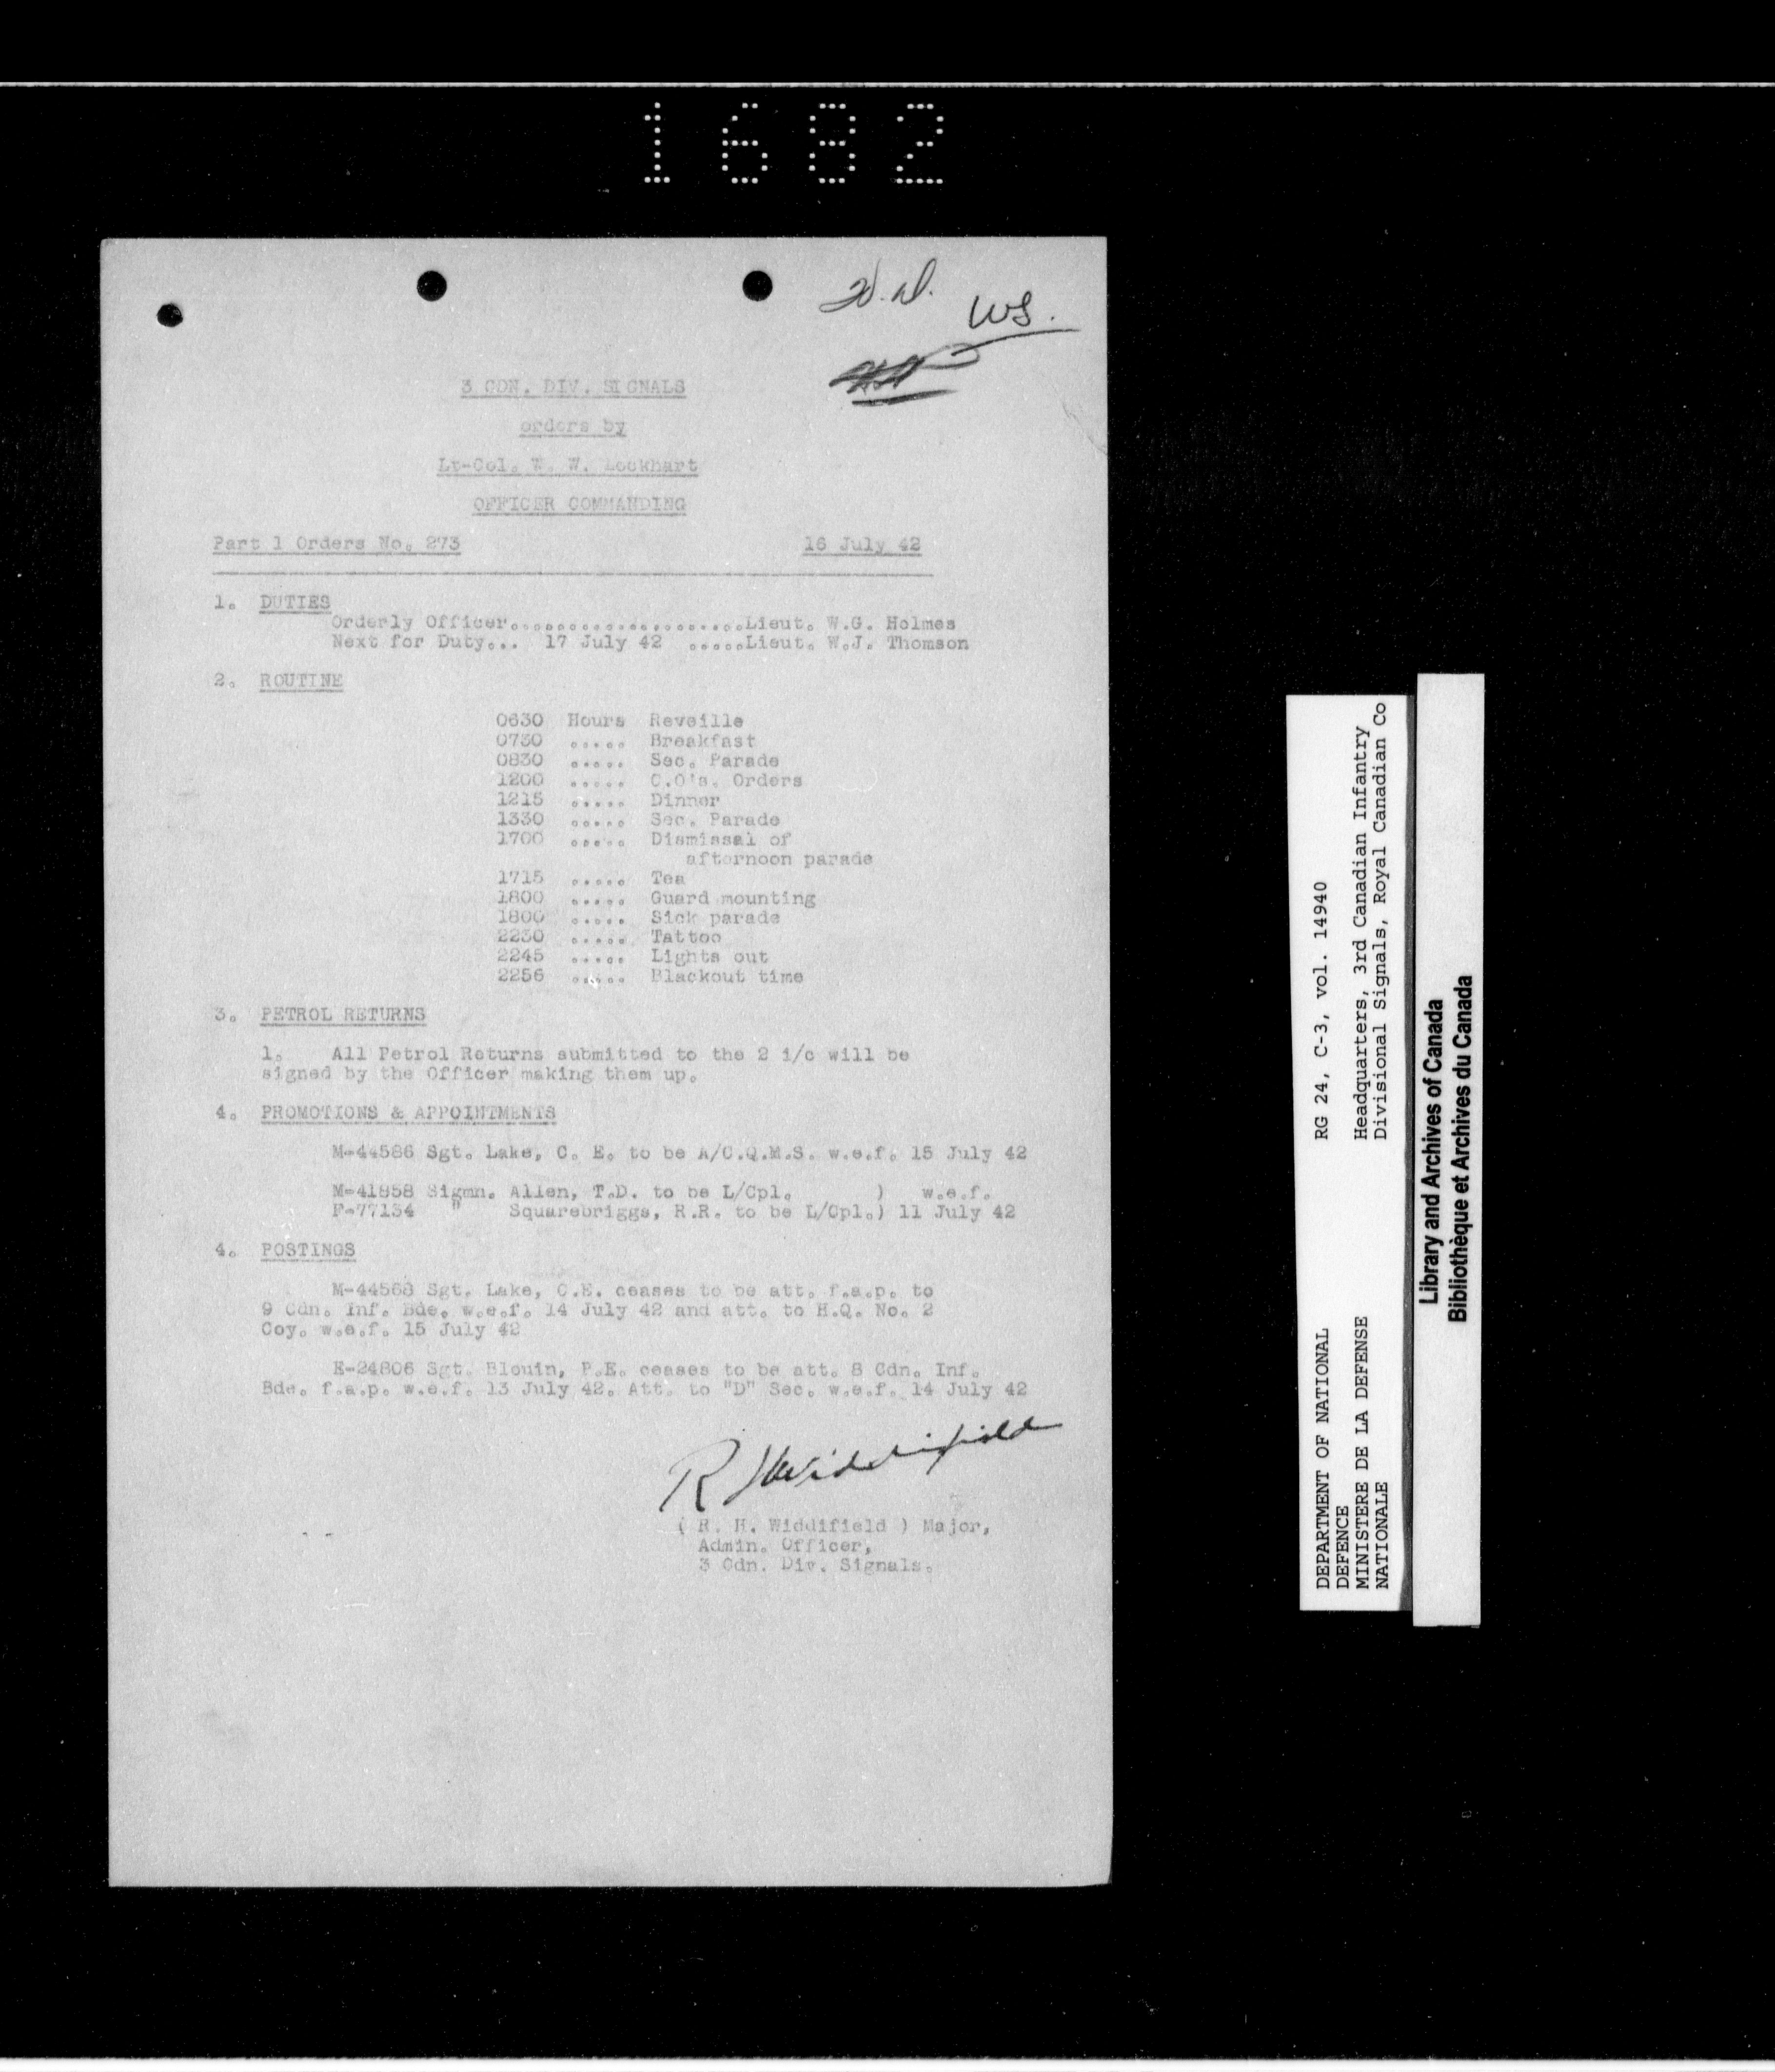 1682
WS.
3 CDN. DIV. SIGNALS
orders by
Lt-Col. W. W. Lockhart
OFFICER COMMANDING
Part 1 Orders No. 273 16 July 42
1. DUTIES
Orderly Officer........................Lieut. W.G. Holmes
Next for Duty... 17 July 42 .....Lieut. W.J. Thomson
2. ROUTINE
0630 Hours Reveille
0730 ..... Breakfast
0830 ..... Sec. Parade
1200 ..... C.O's. Orders
1215 ..... Dinner
1330 ..... Sec. Parade
1700 ..... Dismissal of
afternoon parade
1715 ..... Tea
1800 ..... Guard mounting
1800 ..... Sick parade
2230 ..... Tattoo
2245 ..... Lights out
2256 ..... Blackout time
3. PETROL RETURNS
1. All Petrol Returns submitted to the 2 i/c will be
signed by the Officer making them up.
4. PROMOTIONS & APPOINTMENTS
M-44586 Sgt. Lake, C. E. to be A/C.Q.M.S. w.e.f. 15 July 42
M-41858 Sigmn. Allen, T.D. to be L/Cpl. ) w.e.f.
F-77134 " Squarebriggs, R.R. to be L/Cpl.) 11 July 42
4. POSTINGS
M-44568 Sgt. Lake, C.E. ceases to be att. f.a.p. to
9 Cdn. Inf. Bde. w.e.f. 14 July 42 and att. to H.Q. No. 2
Coy. w.e.f. 15 July 42
E-24806 Sgt. Blouin, P.E. ceases to be att. 8 Cdn. Inf.
Bde. f.a.p. w.e.f. 13 July 42. Att. to "D" Sec. w.e.f. 14 July 42
R H Widdifield
( R. H. Widdifield ) Major,
Admin. Officer,
3 Cdn. Div. Signals.
DEPARTMENT OF NATIONAL RG 24, C-3, vol. 14940
DEFENCE
MINISTERE DE LA DEFENSE Headquarters, 3rd Canadian Infantry
NATIONALE Divisional Signals, Royal Canadian Co
Library and Archives of Canada
Bibliothèque et Archives du Canada